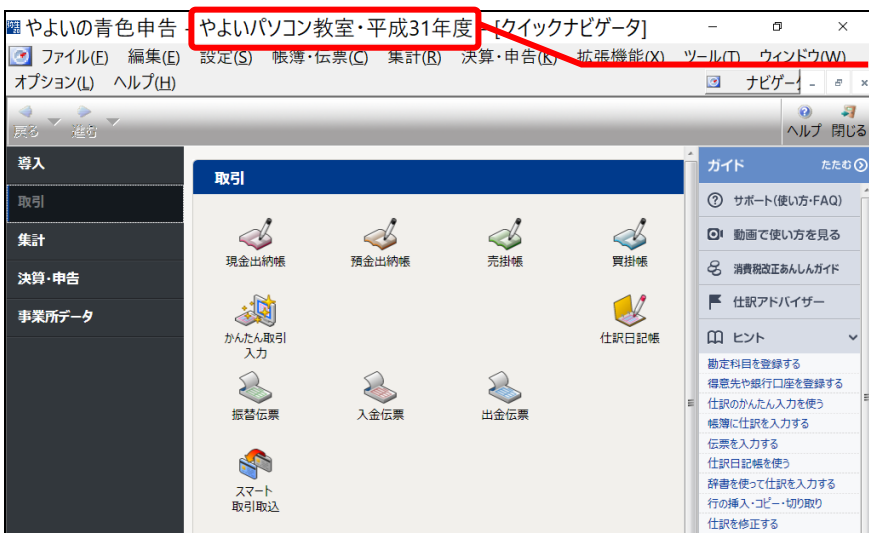 やよいの青色申告 - やよいパソコン教室・平成31年度 - [クイックナビゲータ]
ファイル(F) 編集(E) 設定(S) 帳簿・伝票(C) 集計(R) 決算・申告(K) 拡張機能(X) ツール(T) ウィンドウ(W)
オプション(L) ヘルプ(H) ナビゲータ
戻る 進む ヘルプ 閉じる
導入
取引
集計
決算・申告
事業所データ
取引
現金出納帳 預金出納帳 売掛帳 買掛帳
かんたん取引
入力
仕訳日記帳
振替伝票 入金伝票 出金伝票
スマート
取引取込
ガイド たたむ
サポート(使い方・FAQ)
動画で使い方を見る
消費税改正あんしんガイド
仕訳アドバイザー
ヒント
勘定科目を登録する
得意先や銀行口座を登録する
仕訳のかんたん入力を使う
帳簿に仕訳を入力する
伝票を入力する
仕訳日記帳を使う
辞書を使って仕訳を入力する
行の挿入・コピー・切り取り
仕訳を修正する